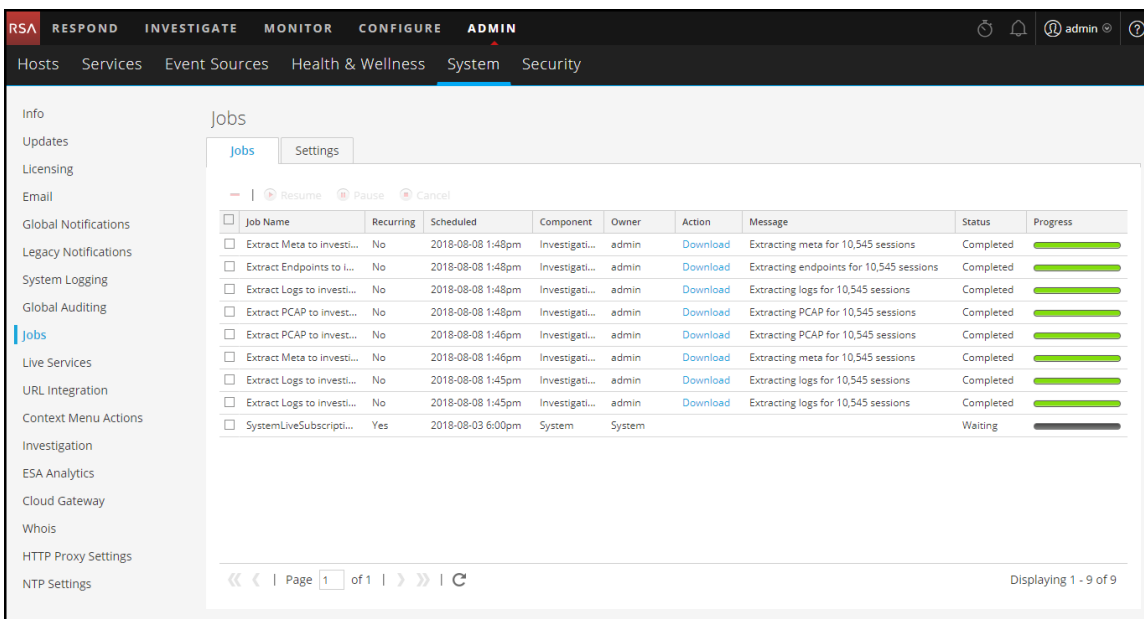 RSA RESPOND INVESTIGATE MONITOR CONFIGURE ADMIN admin ?
Hosts Services Event Sources Health & Wellness System Security
Info
Updates
Licensing
Email
Global Notifications
Legacy Notifications
System Logging
Global Auditing
Jobs
Live Services
URL Integration
Context Menu Actions
Investigation
ESA Analytics
Cloud Gateway
Whois
HTTP Proxy Settings
NTP Settings
Jobs
Jobs Settings
Resume Pause Cancel
Job Name Recurring Scheduled Component Owner Action Message Status Progress
Extract Meta to investi... No 2018-08-08 1:48pm Investigati... admin Download Extracting meta for 10,545 sessions Completed
Extract Endpoints to i... No 2018-08-08 1:48pm Investigati... admin Download Extracting endpoints for 10,545 sessions Completed
Extract Logs to investi... No 2018-08-08 1:48pm Investigati... admin Download Extracting logs for 10,545 sessions Completed
Extract PCAP to invest... No 2018-08-08 1:48pm Investigati... admin Download Extracting PCAP for 10,545 sessions Completed
Extract PCAP to invest... No 2018-08-08 1:46pm Investigati... admin Download Extracting PCAP for 10,545 sessions Completed
Extract Meta to investi... No 2018-08-08 1:46pm Investigati... admin Download Extracting meta for 10,545 sessions Completed
Extract Logs to investi... No 2018-08-08 1:45pm Investigati... admin Download Extracting logs for 10,545 sessions Completed
Extract Logs to investi... No 2018-08-08 1:45pm Investigati... admin Download Extracting logs for 10,545 sessions Completed
SystemLiveSubscripti... Yes 2018-08-03 6:00pm System System Waiting
Page 1 of 1 Displaying 1 - 9 of 9